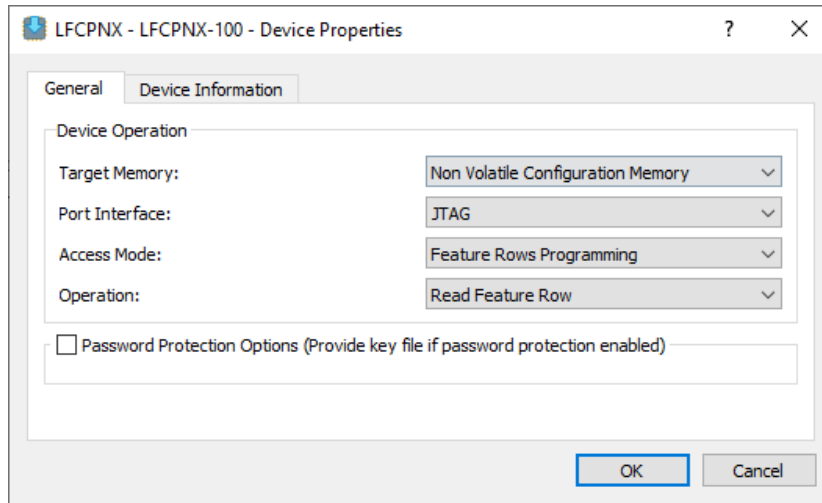 LFCPNX - LFCPNX-100 - Device Properties ?
General Device Information
Device Operation
Target Memory: Non Volatile Configuration Memory
Port Interface: JTAG
Access Mode: Feature Rows Programming
Operation: Read Feature Row
Password Protection Options (Provide key file if password protection enabled)
OK Cancel